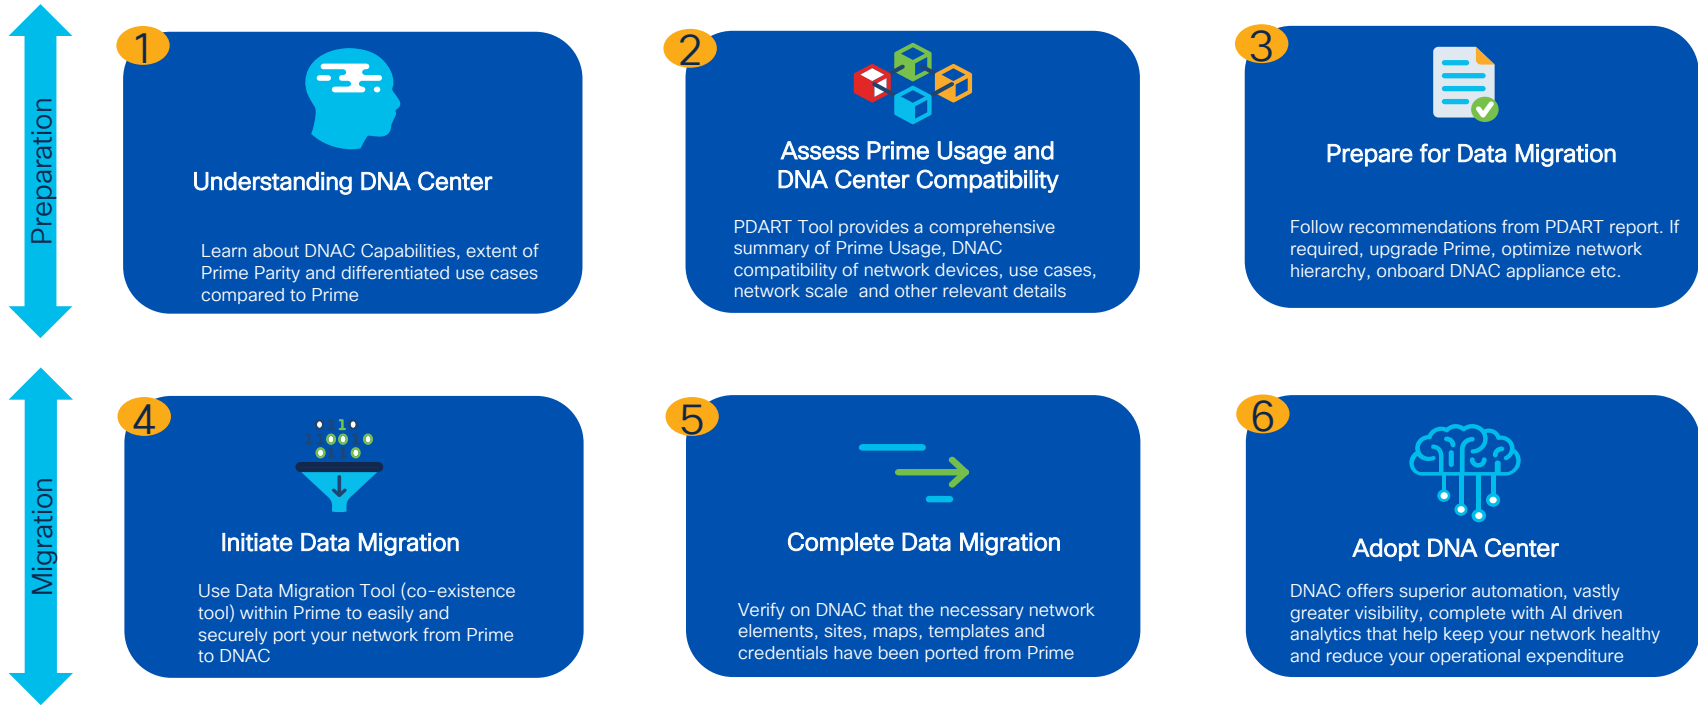 Preparation
1
Understanding DNA Center
Learn about DNAC Capabilities, extent of
Prime Parity and differentiated use cases
compared to Prime
2
Assess Prime Usage and
DNA Center Compatibility
PDART Tool provides a comprehensive
summary of Prime Usage, DNAC
compatibility of network devices, use cases,
network scale and other relevant details
3
Prepare for Data Migration
Follow recommendations from PDART report. If
required, upgrade Prime, optimize network
hierarchy, onboard DNAC appliance etc.
Migration
4
Initiate Data Migration
Use Data Migration Tool (co-existence
tool) within Prime to easily and
securely port your network from Prime
to DNAC
5
Complete Data Migration
Verify on DNAC that the necessary network
elements, sites, maps, templates and
credentials have been ported from Prime
6
Adopt DNA Center
DNAC offers superior automation, vastly
greater visibility, complete with AI driven
analytics that help keep your network healthy
and reduce your operational expenditure